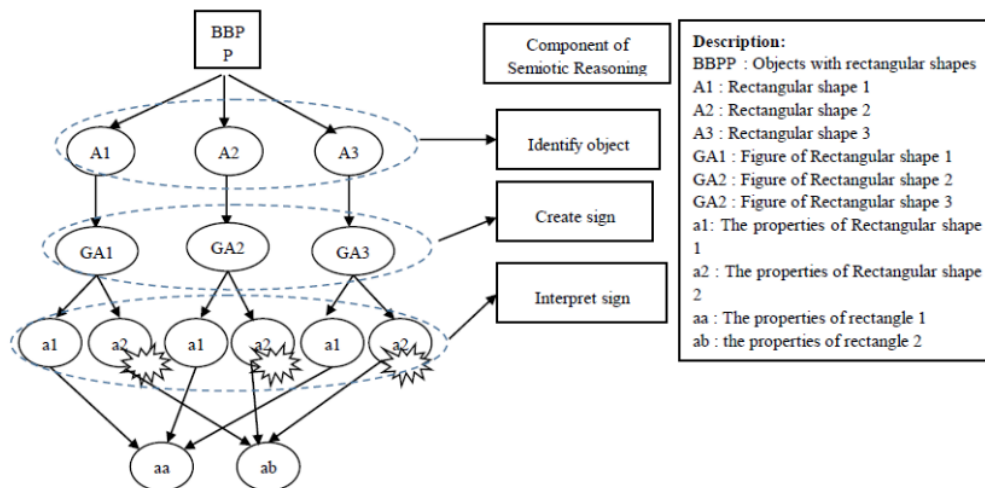 BBP
P
A1
A2
A3
GA1
GA2
GA3
a1
a2
a1
a2
a1
a2
aa
ab
Component of
Semiotic Reasoning
Identify object
Create sign
Interpret sign
Description:
BBPP : Objects with rectangular shapes
A1 : Rectangular shape 1
A2 : Rectangular shape 2
A3 : Rectangular shape 3
GA1 : Figure of Rectangular shape 1
GA2 : Figure of Rectangular shape 2
GA2 : Figure of Rectangular shape 3
a1: The properties of Rectangular shape
1
a2 : The properties of Rectangular shape
2
aa : The properties of rectangle 1
ab : the properties of rectangle 2